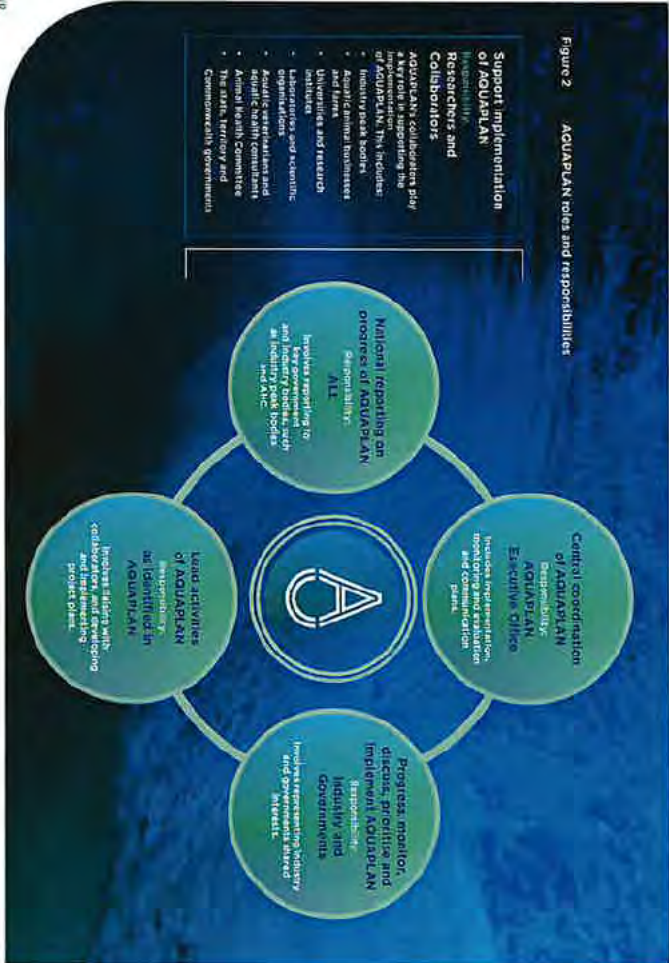 Figure 2 AQUAPLAN roles and responsibilities
Support implementation
of AQUAPLAN
Responsibility:
Researchers and
Collaborators
AQUAPLAN's collaborators play
a key role in supporting the
implementation
of AQUAPLAN. This includes:
• Industry peak bodies
• Aquatic animal businesses
and farms
• Universities and research
institutes
• Laboratories and scientific
organisations
• Aquatic veterinarians and
aquatic health consultants
• Animal Health Committee
• The state, territory and
Commonwealth governments
Central coordination
of AQUAPLAN
Responsibility:
AQUAPLAN
Executive Office
Includes implementation,
monitoring and evaluation
and communication
plans.
National reporting on
progress of AQUAPLAN
Responsibility:
ALL
Involves reporting to
key government
and industry bodies, such
as industry peak bodies
and AHC.
Progress, monitor,
discuss, prioritise and
implement AQUAPLAN
Responsibility:
Industry and
Governments
Involves representing industry
and governments shared
interests.
Lead activities
of AQUAPLAN
Responsibility:
as identified in
AQUAPLAN
Involves liaising with
collaborators, and developing
and implementing
project plans.